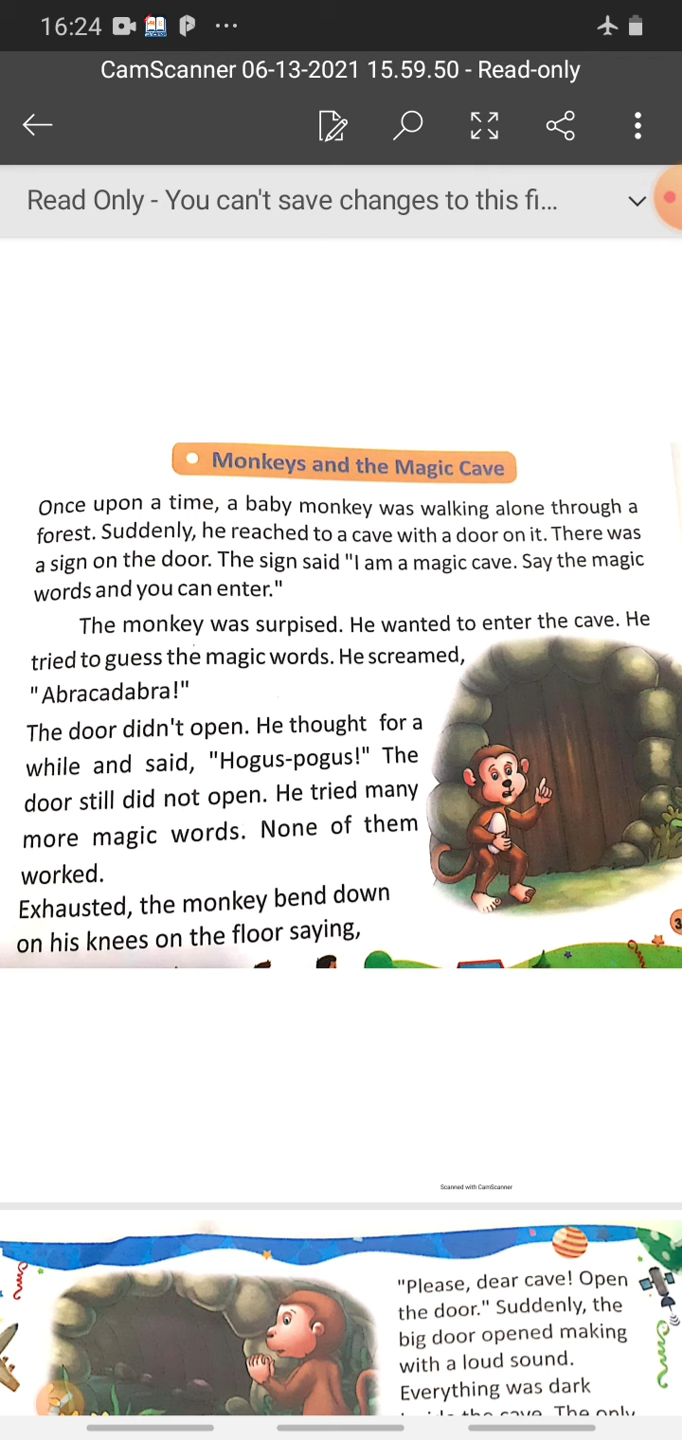 16:24
CamScanner 06-13-2021 15.59.50 - Read-only
Read Only - You can't save changes to this fi...
Monkeys and the Magic Cave
Once upon a time, a baby monkey was walking alone through a
forest. Suddenly, he reached to a cave with a door on it. There was
a sign on the door. The sign said "I am a magic cave. Say the magic
words and you can enter."
The monkey was surpised. He wanted to enter the cave. He
tried to guess the magic words. He screamed,
"Abracadabra!"
The door didn't open. He thought for a
while and said, "Hogus-pogus!" The
door still did not open. He tried many
more magic words. None of them
worked.
Exhausted, the monkey bend down
on his knees on the floor saying,
3
Scanned with CamScanner
"Please, dear cave! Open
the door." Suddenly, the
big door opened making
with a loud sound.
Everything was dark
the cave. The only